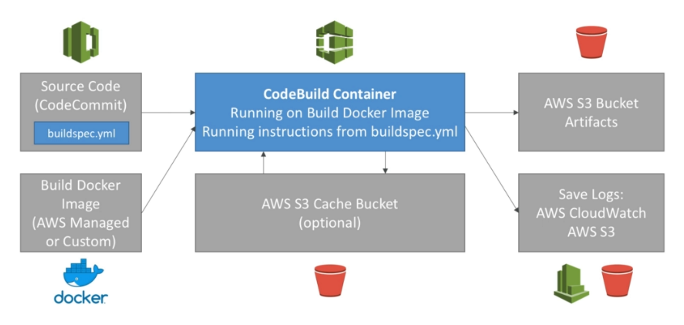 Source Code
(CodeCommit)
buildspec.yml
CodeBuild Container
Running on Build Docker Image
Running instructions from buildspec.yml
AWS S3 Bucket
Artifacts
Build Docker
Image
(AWS Managed
or Custom)
AWS S3 Cache Bucket
(optional)
Save Logs:
AWS CloudWatch
AWS S3
docker